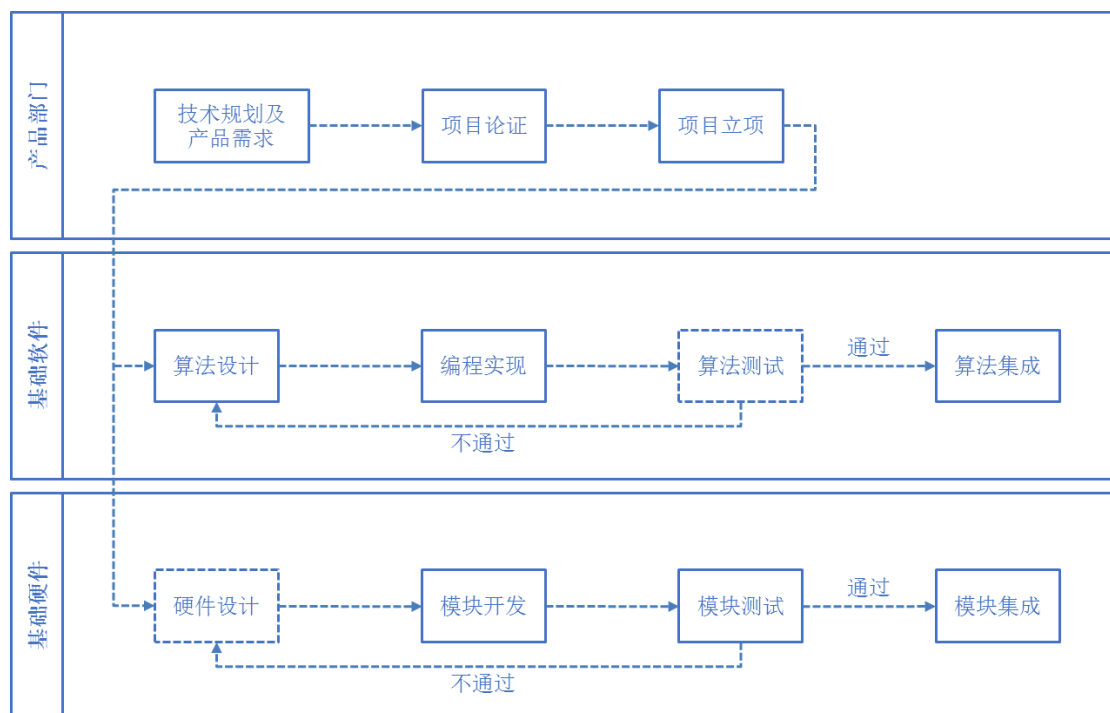 产品部门
技术规划及
产品需求
项目论证
项目立项
基础软件
算法设计
编程实现
算法测试
通过
算法集成
不通过
基础硬件
硬件设计
模块开发
模块测试
通过
模块集成
不通过